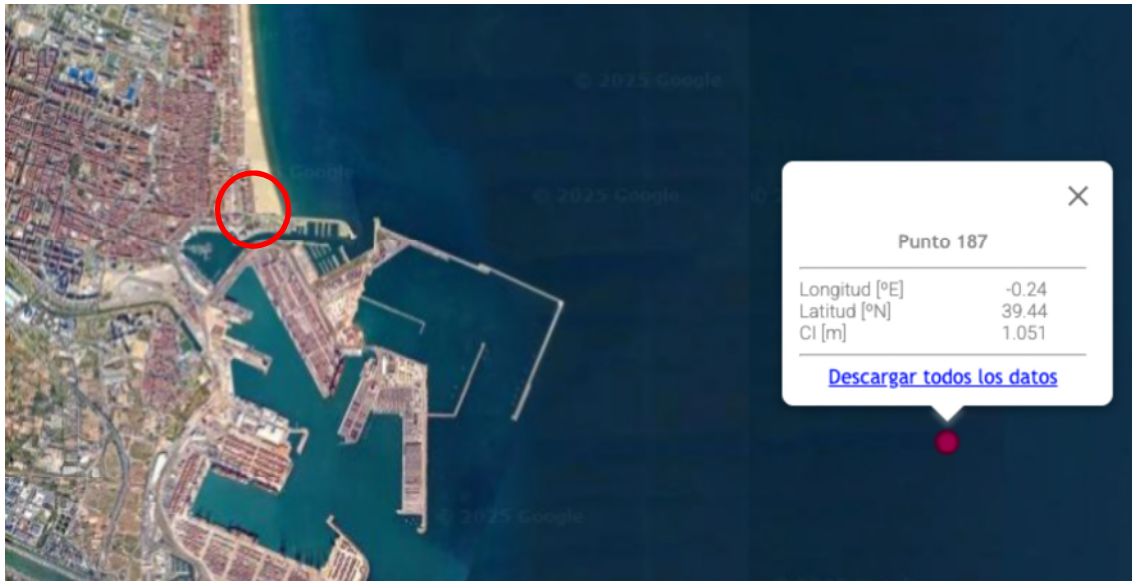 © 2025 Google
Google
© 2025 Google
Punto 187
Longitud [ºE] -0.24
Latitud [ºN] 39.44
CI [m] 1.051
Descargar todos los datos
© 2025 Google